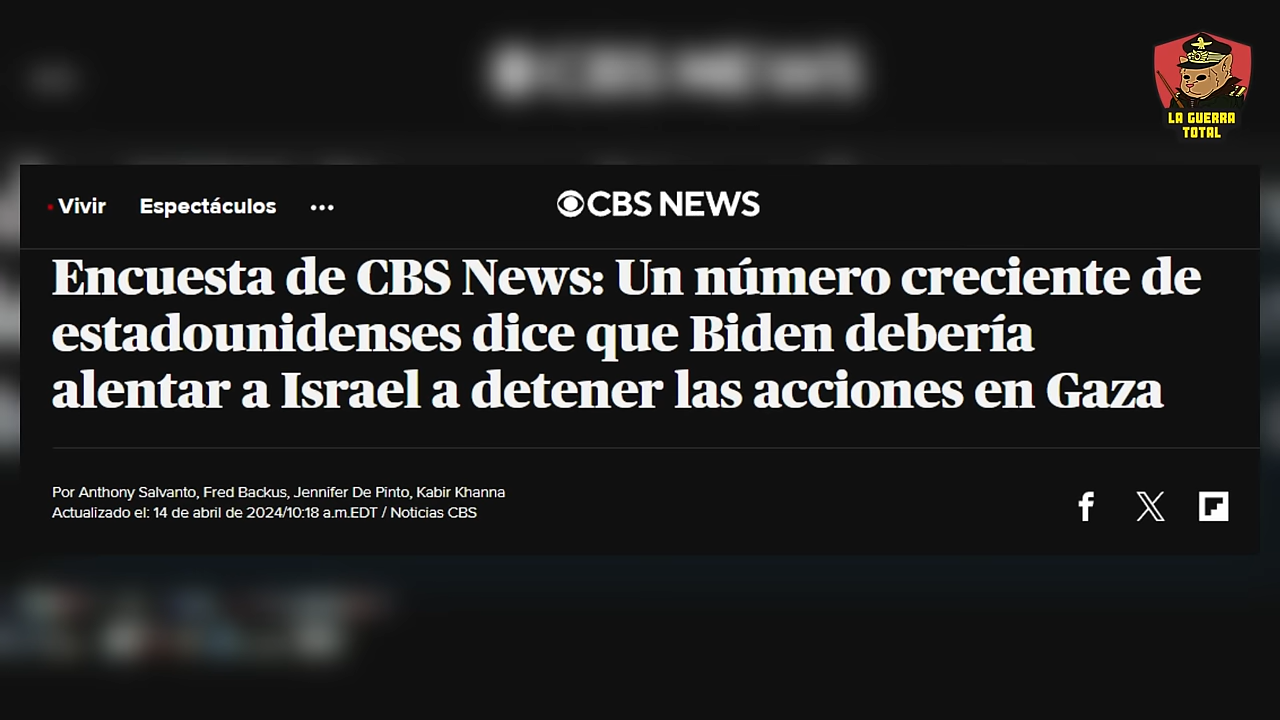 LA GUERRA
TOTAL
Vivir Espectáculos ...
CBS NEWS
Encuesta de CBS News: Un número creciente de
estadounidenses dice que Biden debería
alentar a Israel a detener las acciones en Gaza
Por Anthony Salvanto, Fred Backus, Jennifer De Pinto, Kabir Khanna
Actualizado el: 14 de abril de 2024/10:18 a.m.EDT / Noticias CBS